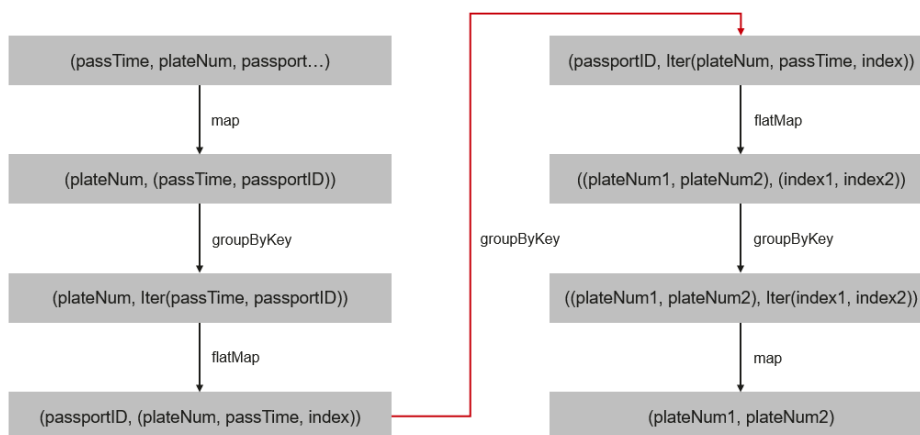 (passTime, plateNum, passport…)
map
(plateNum, (passTime, passportID))
groupByKey
(plateNum, Iter(passTime, passportID))
flatMap
(passportID, (plateNum, passTime, index))
groupByKey
(passportID, Iter(plateNum, passTime, index))
flatMap
((plateNum1, plateNum2), (index1, index2))
groupByKey
((plateNum1, plateNum2), Iter(index1, index2))
map
(plateNum1, plateNum2)